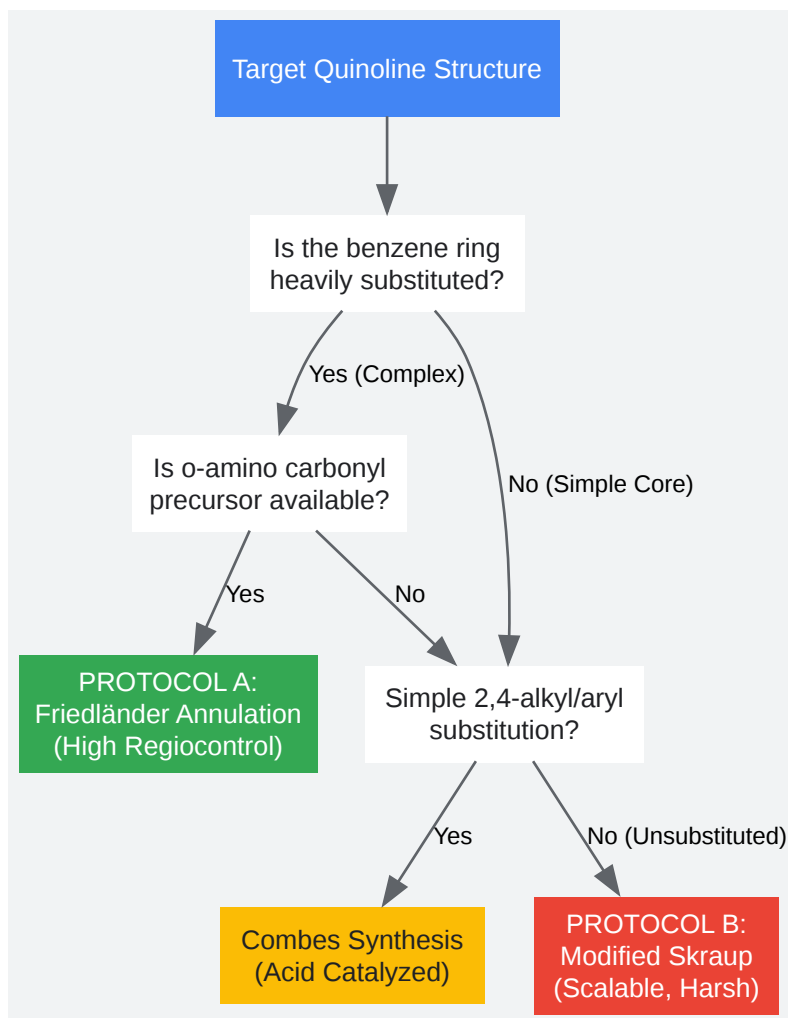 Target Quinoline Structure
Is the benzene ring
heavily substituted?
Yes (Complex)
Is o-amino carbonyl
precursor available?
No (Simple Core)
Yes
No
PROTOCOL A:
Friedländer Annulation
(High Regiocontrol)
Simple 2,4-alkyl/aryl
substitution?
Yes
No (Unsubstituted)
Combes Synthesis
(Acid Catalyzed)
PROTOCOL B:
Modified Skraup
(Scalable, Harsh)